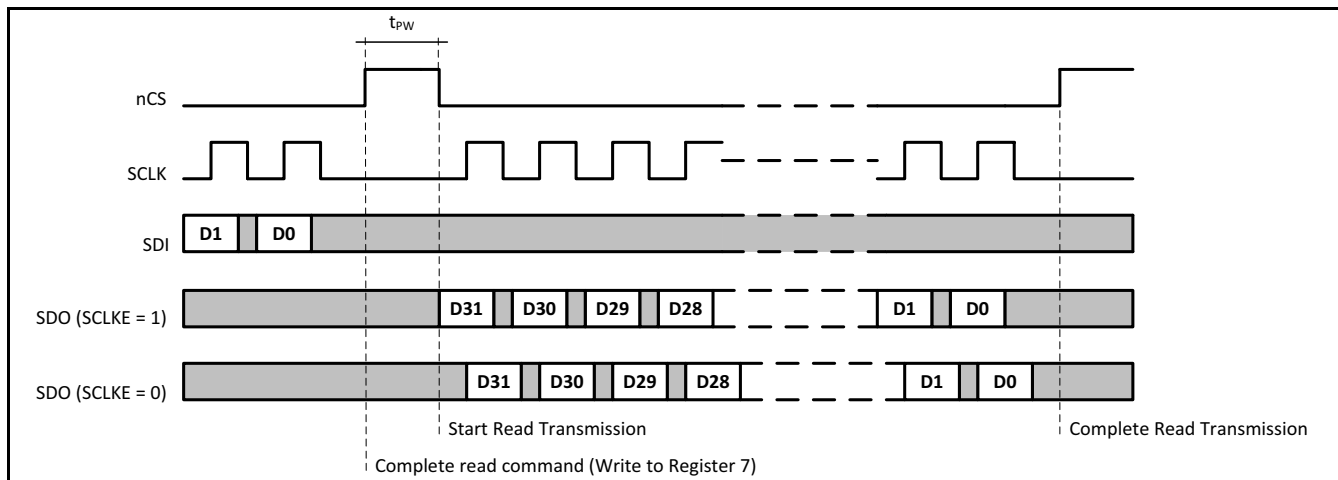 tPW
nCS
SCLK
SDI D1 D0
SDO (SCLKE = 1) D31 D30 D29 D28 D1 D0
SDO (SCLKE = 0) D31 D30 D29 D28 D1 D0
Start Read Transmission Complete Read Transmission
Complete read command (Write to Register 7)